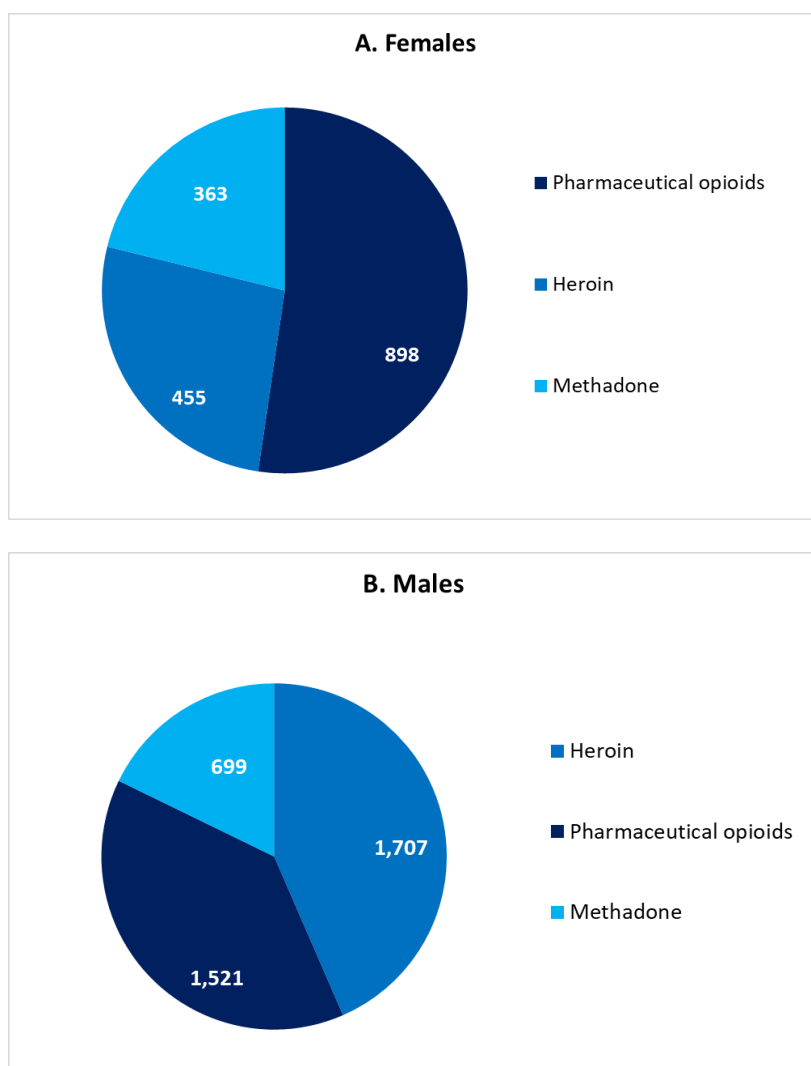 A. Females
363
Pharmaceutical opioids
Heroin
898
Methadone
455
B. Males
Heroin
699
1,707
Pharmaceutical opioids
Methadone
1,521